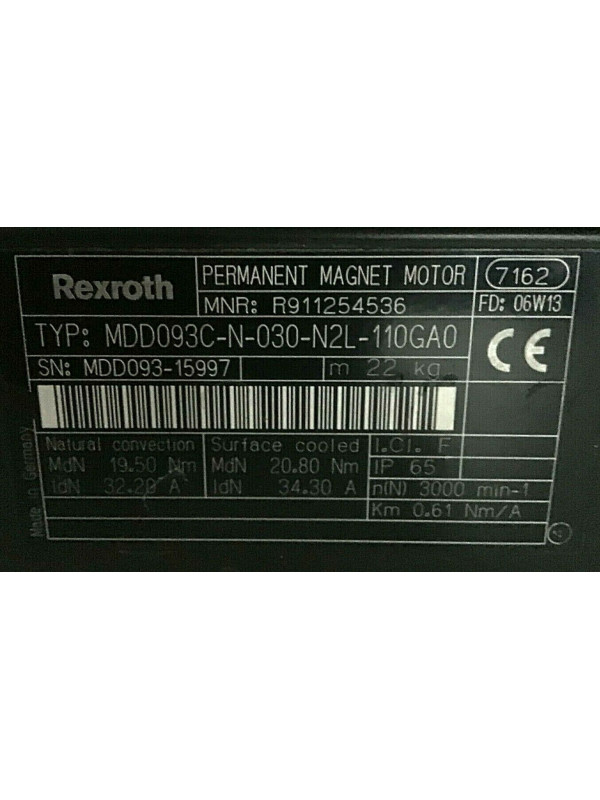 Rexroth
PERMANENT MAGNET MOTOR
7162
MNR: R911254536
FD: 06W13
TYP: MDD093C-N-030-N2L-110GA0
CE
SN: MDD093-15997
m 22 kg
Natural convection
Surface cooled
I.Cl. F
MdN 19.50 Nm
MdN 20.80 Nm
IP 65
IdN 32.20 A
IdN 34.30 A
n(N) 3000 min-1
Km 0.61 Nm/A
Made in Germany